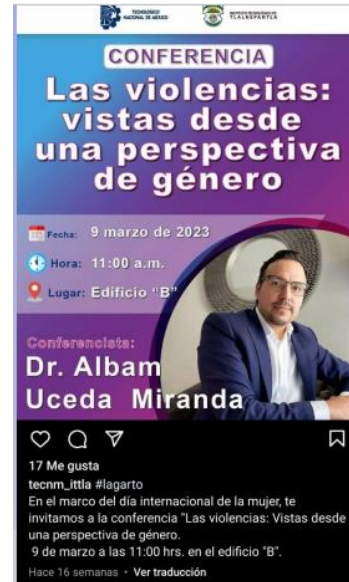 TECNOLÓGICO
NACIONAL DE MÉXICO
TLALNEPANTLA
CONFERENCIA
Las violencias:
vistas desde
una perspectiva
de género
Fecha: 9 marzo de 2023
Hora: 11:00 a.m.
Lugar: Edificio "B"
Conferencista:
Dr. Albam
Uceda Miranda
17 Me gusta
tecnm_ittla #lagarto
En el marco del día internacional de la mujer, te
invitamos a la conferencia "Las violencias: Vistas desde
una perspectiva de género.
9 de marzo a las 11:00 hrs. en el edificio "B".
Hace 16 semanas • Ver traducción